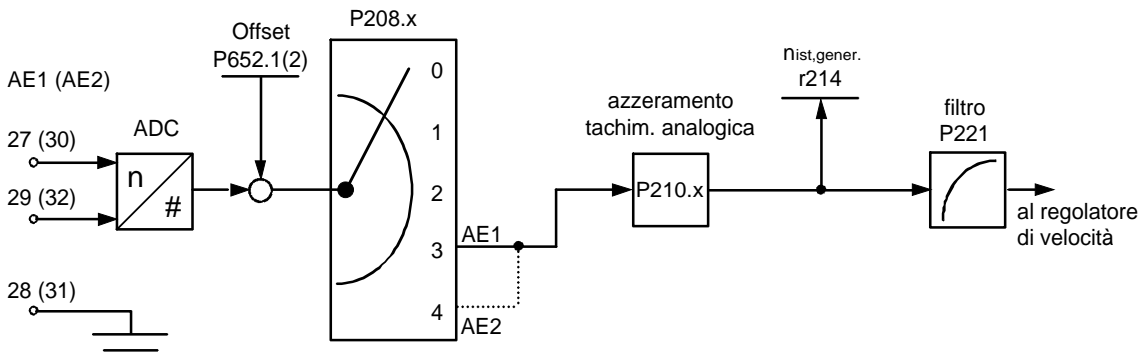 P208.x
Offset
P652.1(2)
AE1 (AE2)
27 (30)
29 (32)
28 (31)
ADC
n
#
0
1
2
3
4
AE1
AE2
azzeramento
tachim. analogica
P210.x
nist,gener.
r214
filtro
P221
al regolatore
di velocità